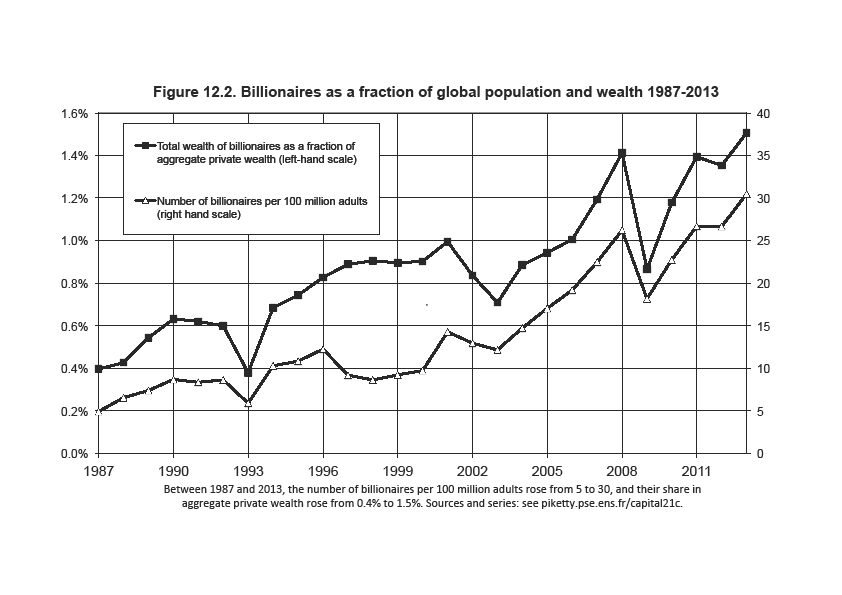 Figure 12.2. Billionaires as a fraction of global population and wealth 1987-2013
1.6%
1.4%
1.2%
1.0%
0.8%
0.6%
0.4%
0.2%
0.0%
Total wealth of billionaires as a fraction of
aggregate private wealth (left-hand scale)
Number of billionaires per 100 million adults
(right hand scale)
40
35
30
25
20
15
10
5
0
1987 1990 1993 1996 1999 2002 2005 2008 2011
Between 1987 and 2013, the number of billionaires per 100 million adults rose from 5 to 30, and their share in
aggregate private wealth rose from 0.4% to 1.5%. Sources and series: see piketty.pse.ens.fr/capital21c.